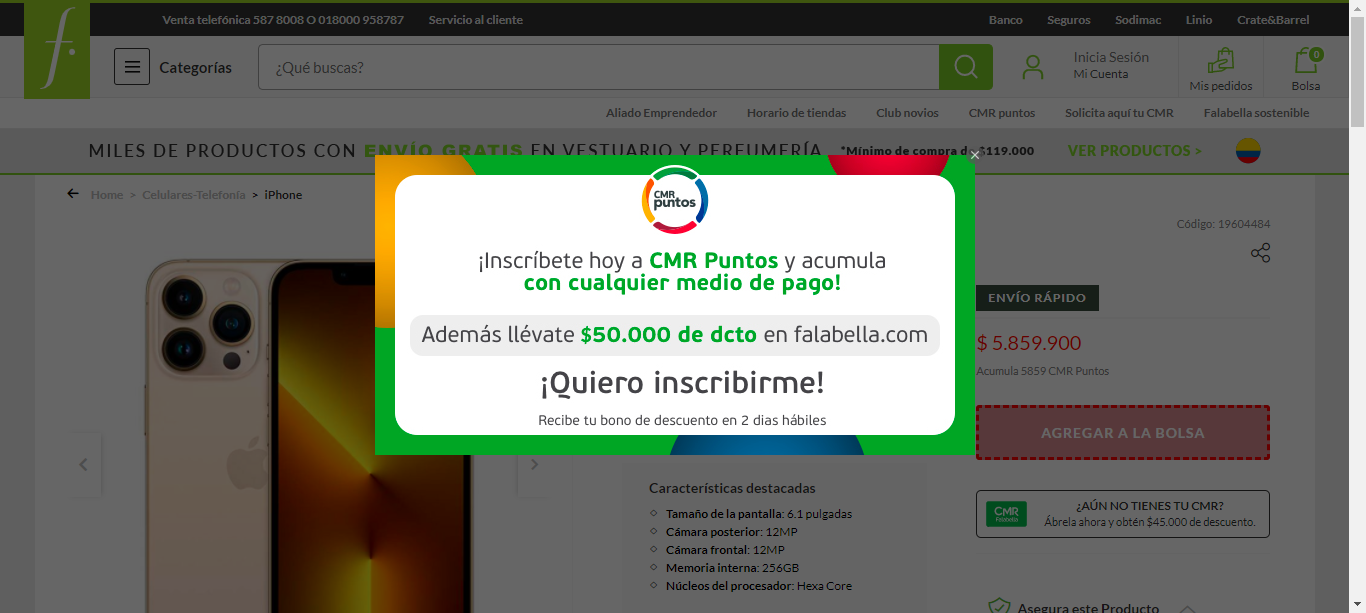 Venta telefónica 587 8008 O 018000 958787 Servicio al cliente Banco Seguros Sodimac Linio Crate&Barrel
f.
Categorías ¿Qué buscas? Inicia Sesión
Mi Cuenta Mis pedidos 0 Bolsa
Aliado Emprendedor Horario de tiendas Club novios CMR puntos Solicita aquí tu CMR Falabella sostenible
MILES DE PRODUCTOS CON ENVÍO GRATIS EN VESTUARIO Y PERFUMERÍA *Mínimo de compra de $119.000 VER PRODUCTOS >
Home > Celulares-Telefonía > iPhone
CMR
puntos
¡Inscríbete hoy a CMR Puntos y acumula
con cualquier medio de pago!
Además llévate $50.000 de dcto en falabella.com
¡Quiero inscribirme!
Recibe tu bono de descuento en 2 dias hábiles
Código: 19604484
ENVÍO RÁPIDO
$ 5.859.900
Acumula 5859 CMR Puntos
AGREGAR A LA BOLSA
CMR
Falabella
¿AÚN NO TIENES TU CMR?
Ábrela ahora y obtén $45.000 de descuento.
Características destacadas
Tamaño de la pantalla: 6.1 pulgadas
Cámara posterior: 12MP
Cámara frontal: 12MP
Memoria interna: 256GB
Núcleos del procesador: Hexa Core
Asegura este Producto